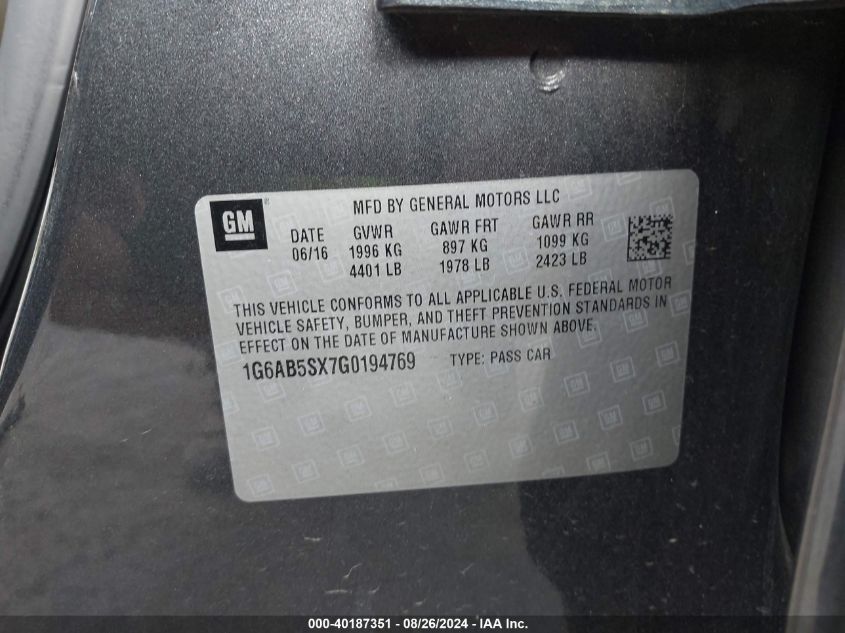 GM
MFD BY GENERAL MOTORS LLC
DATE GVWR GAWR FRT GAWR RR
06/16 1996 KG 897 KG 1099 KG
4401 LB 1978 LB 2423 LB
THIS VEHICLE CONFORMS TO ALL APPLICABLE U.S. FEDERAL MOTOR
VEHICLE SAFETY, BUMPER, AND THEFT PREVENTION STANDARDS IN
EFFECT ON THE DATE OF MANUFACTURE SHOWN ABOVE.
1G6AB5SX7G0194769 TYPE: PASS CAR
000-40187351 - 08/26/2024 - IAA Inc.